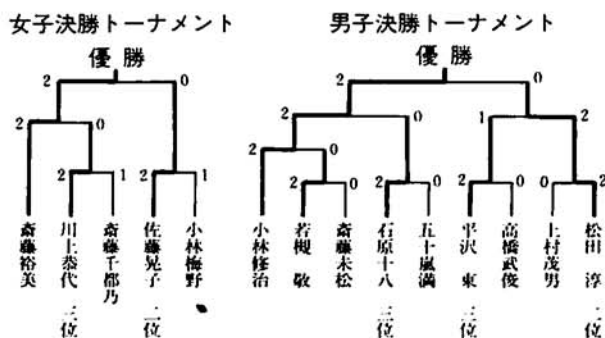 女子決勝トーナメント
優勝
2 0
2 0
2 1 2 1
斎藤裕美
川上恭代 三位
斎藤千都乃
佐藤晃子 二位
小林梅野
男子決勝トーナメント
優勝
2 0
2 0 1 2
2 0
2 0 2 0 2 0 0 2
小林修治
若槻 敬
斎藤未松
石原十八 三位
五十嵐満
平沢 東 三位
高橋武俊
上村茂男
松田 淳 二位